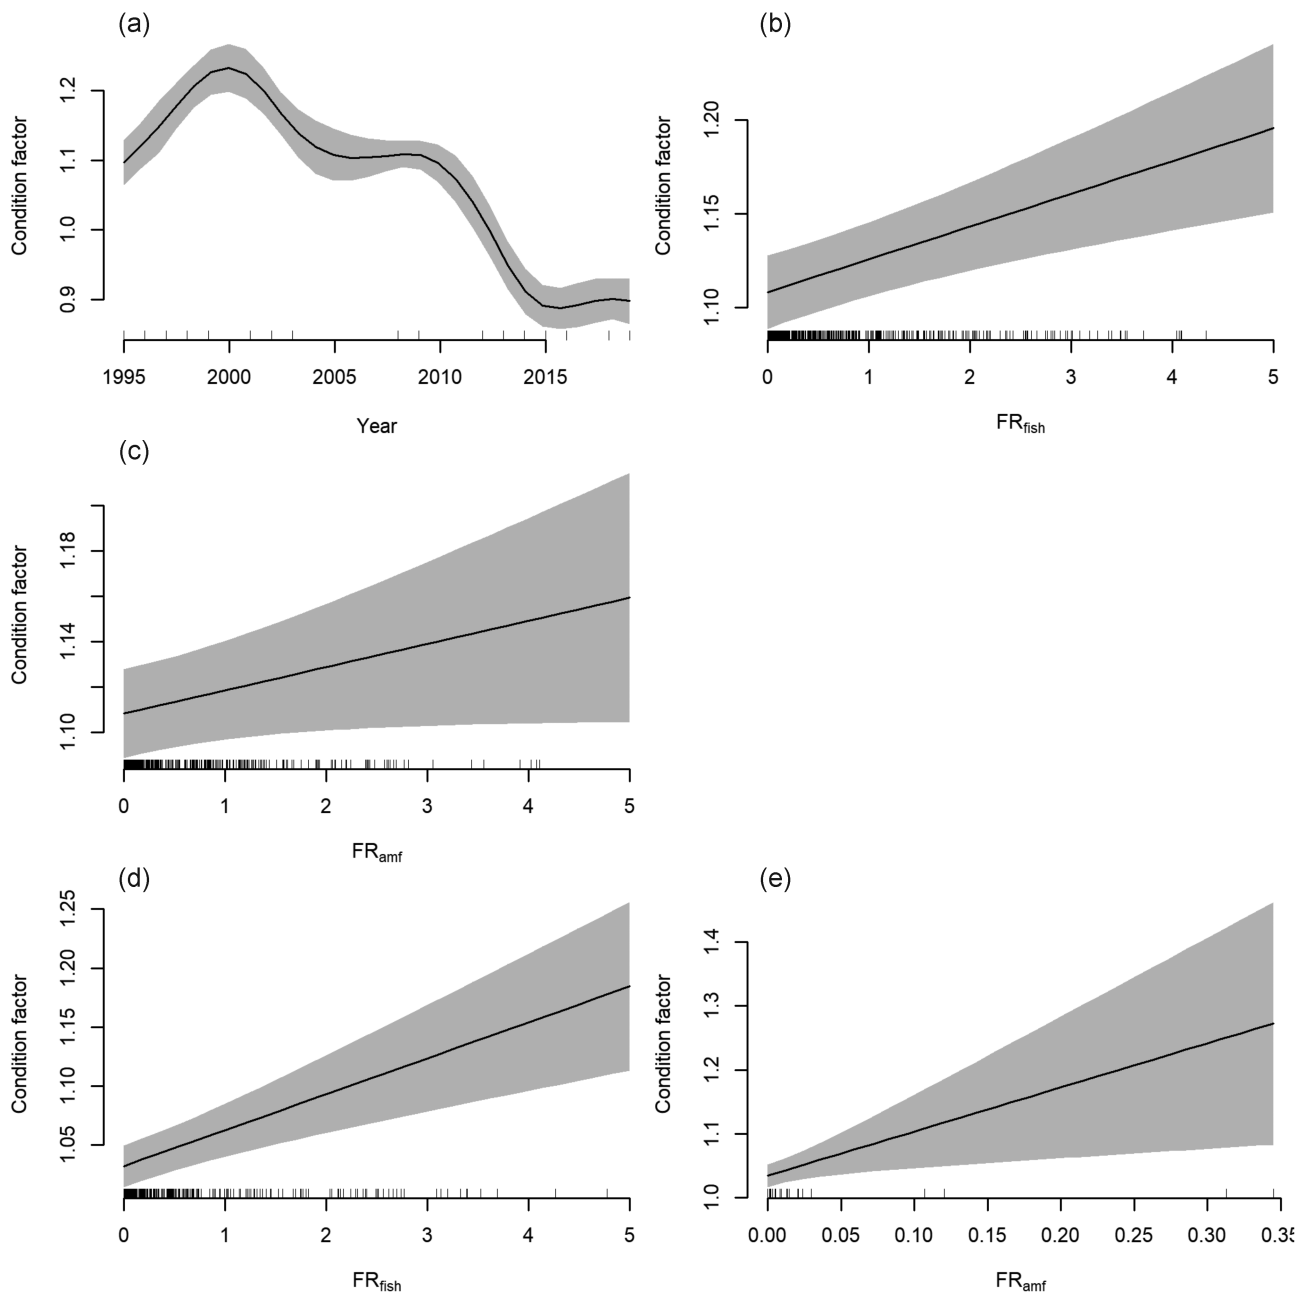 (a)
Condition factor
0.9 1.0 1.1 1.2
1995 2000 2005 2010 2015
Year
(b)
Condition factor
1.10 1.15 1.20
0 1 2 3 4 5
FRfish
(c)
Condition factor
1.10 1.14 1.18
0 1 2 3 4 5
FRamf
(d)
Condition factor
1.05 1.10 1.15 1.20 1.25
0 1 2 3 4 5
FRfish
(e)
Condition factor
1.0 1.1 1.2 1.3 1.4
0.00 0.05 0.10 0.15 0.20 0.25 0.30 0.35
FRamf